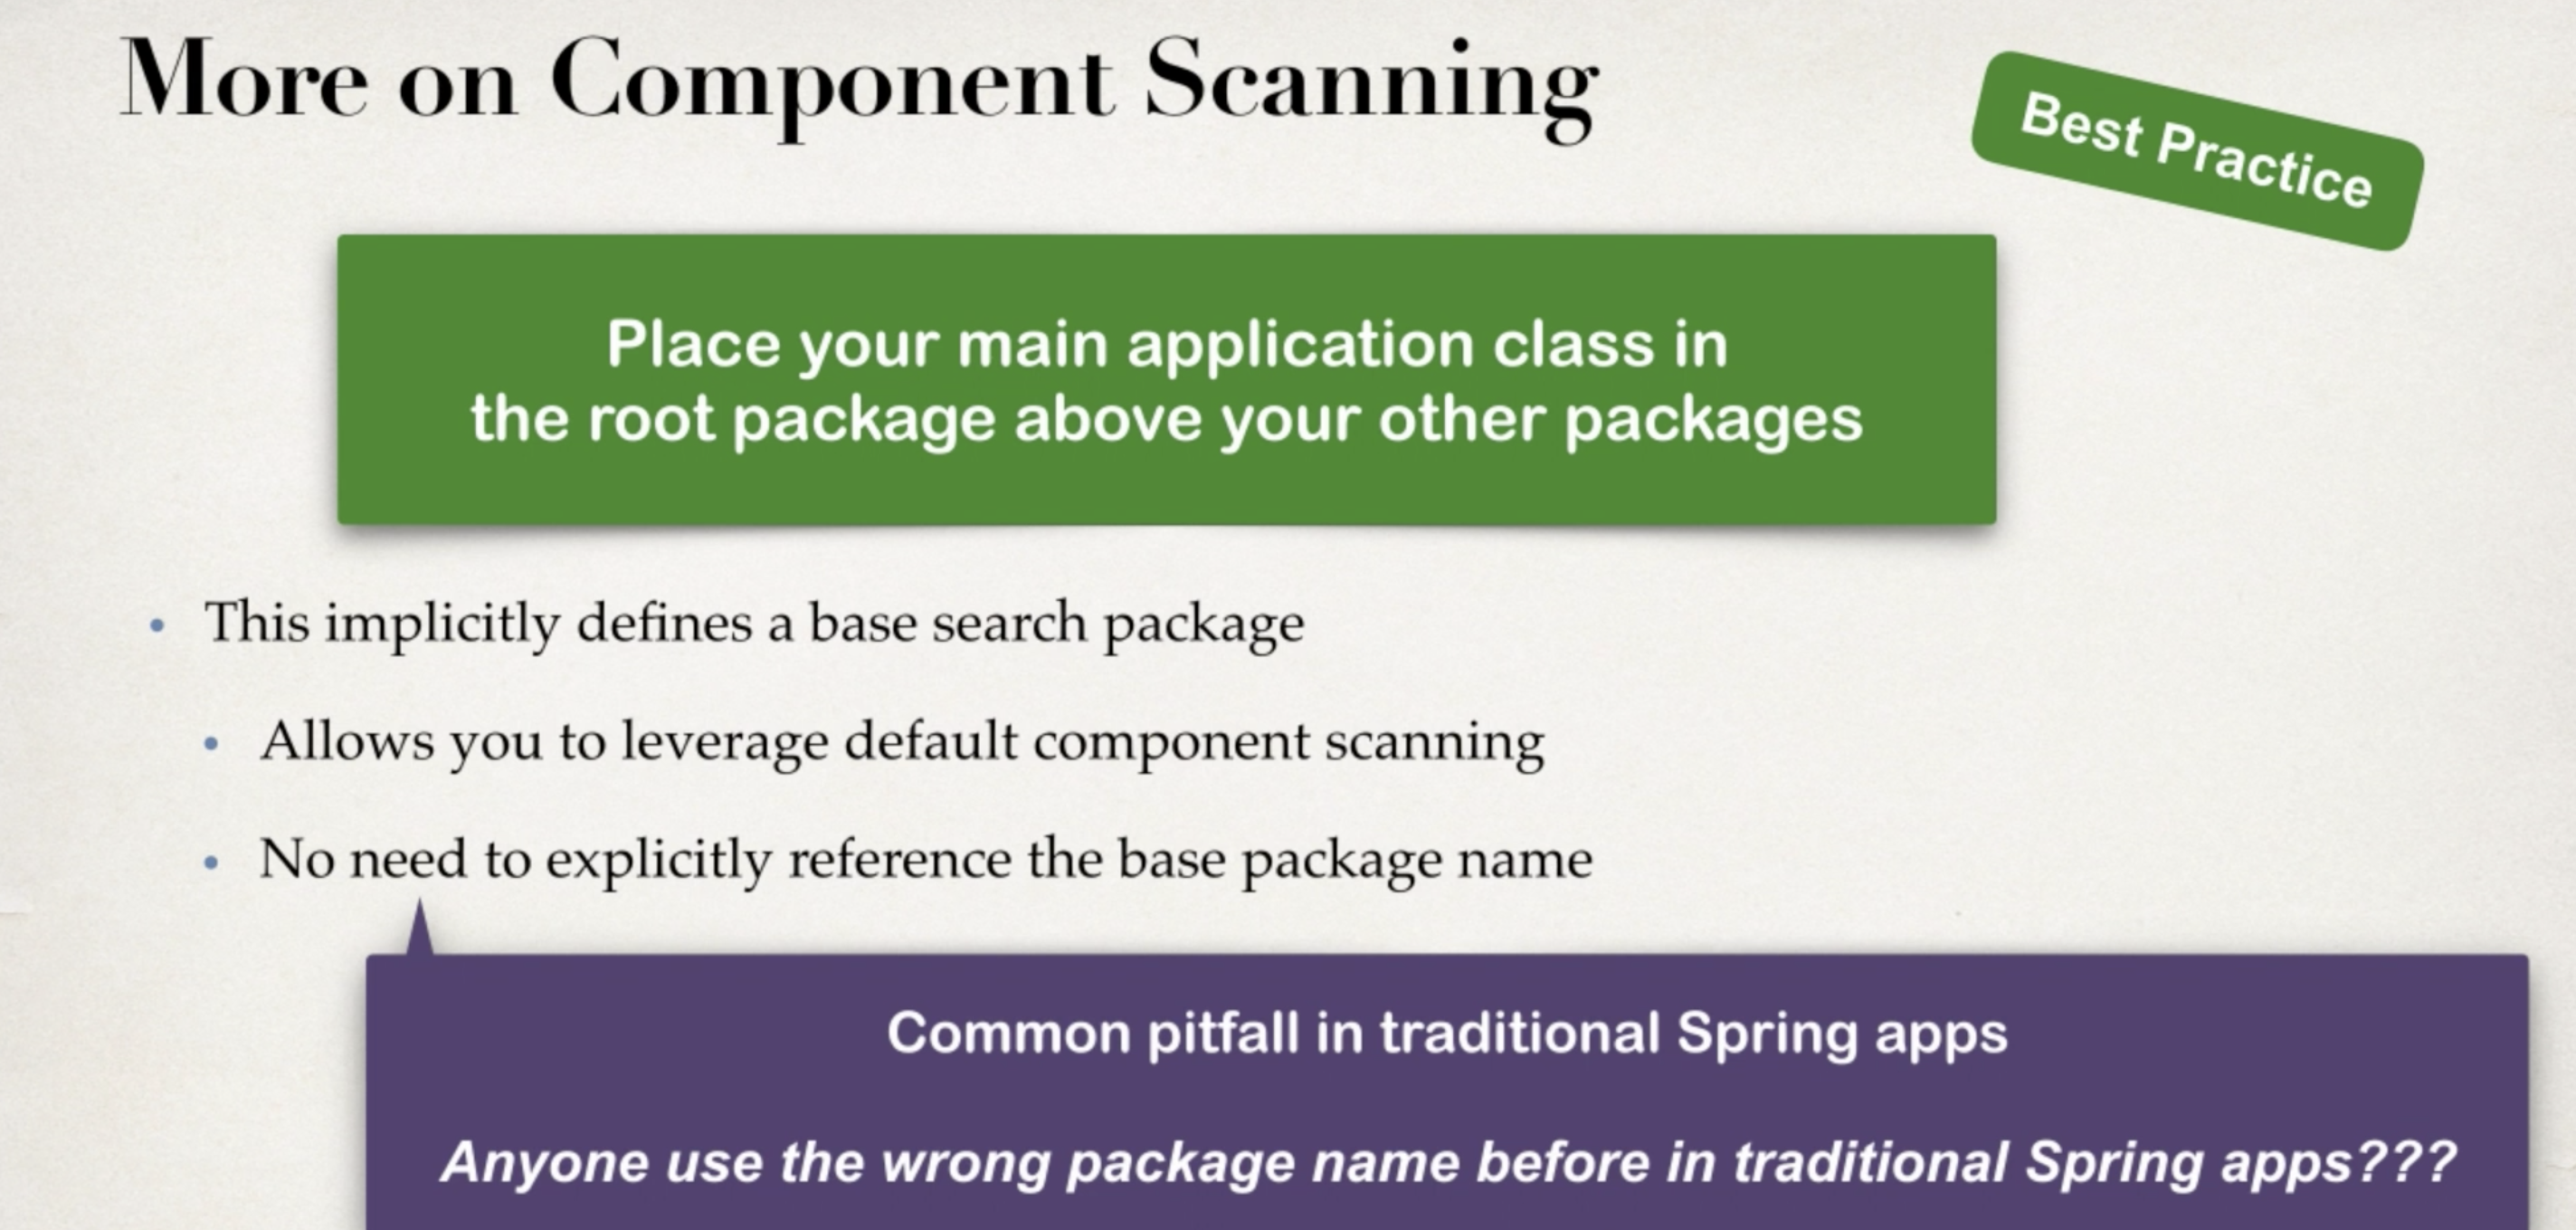 More on Component Scanning
Best Practice
Place your main application class in
the root package above your other packages
• This implicitly defines a base search package
• Allows you to leverage default component scanning
• No need to explicitly reference the base package name
Common pitfall in traditional Spring apps
Anyone use the wrong package name before in traditional Spring apps???